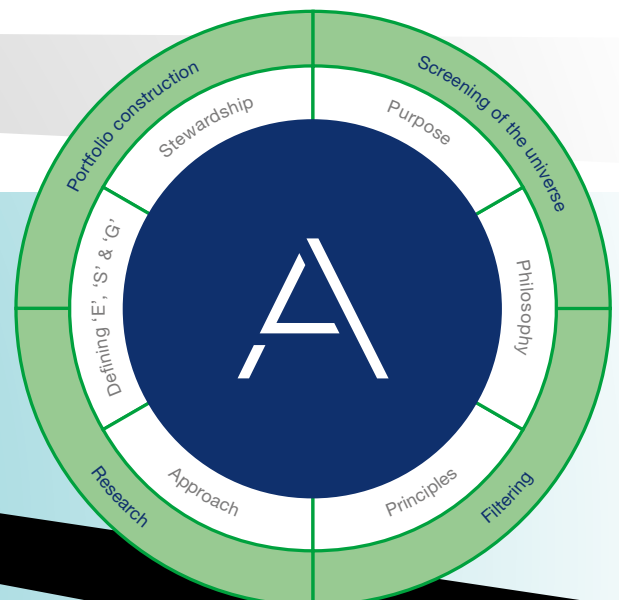 Screening of the universe
Filtering
Research
Portfolio construction
Purpose
Philosophy
Principles
Approach
Defining ‘E’, ‘S’ & ‘G’
Stewardship
A